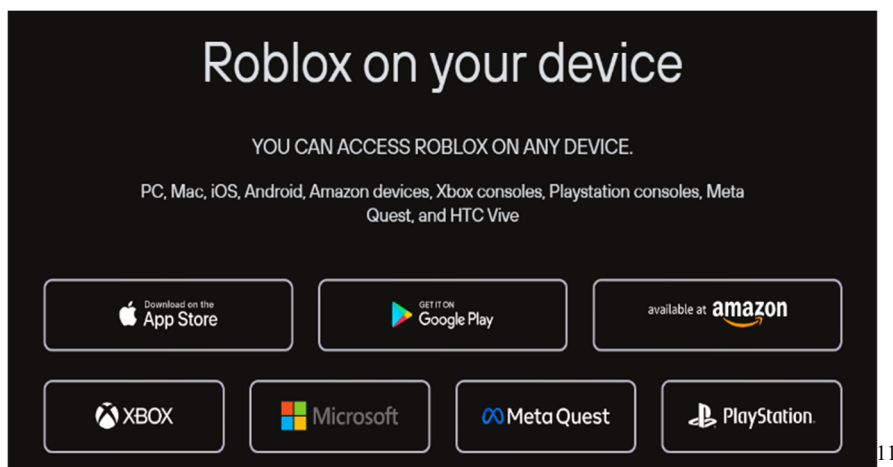 Roblox on your device
YOU CAN ACCESS ROBLOX ON ANY DEVICE.
PC, Mac, iOS, Android, Amazon devices, Xbox consoles, Playstation consoles, Meta
Quest, and HTC Vive
Download on the
App Store
GET IT ON
Google Play
available at amazon
XBOX
Microsoft
Meta Quest
PlayStation.
11